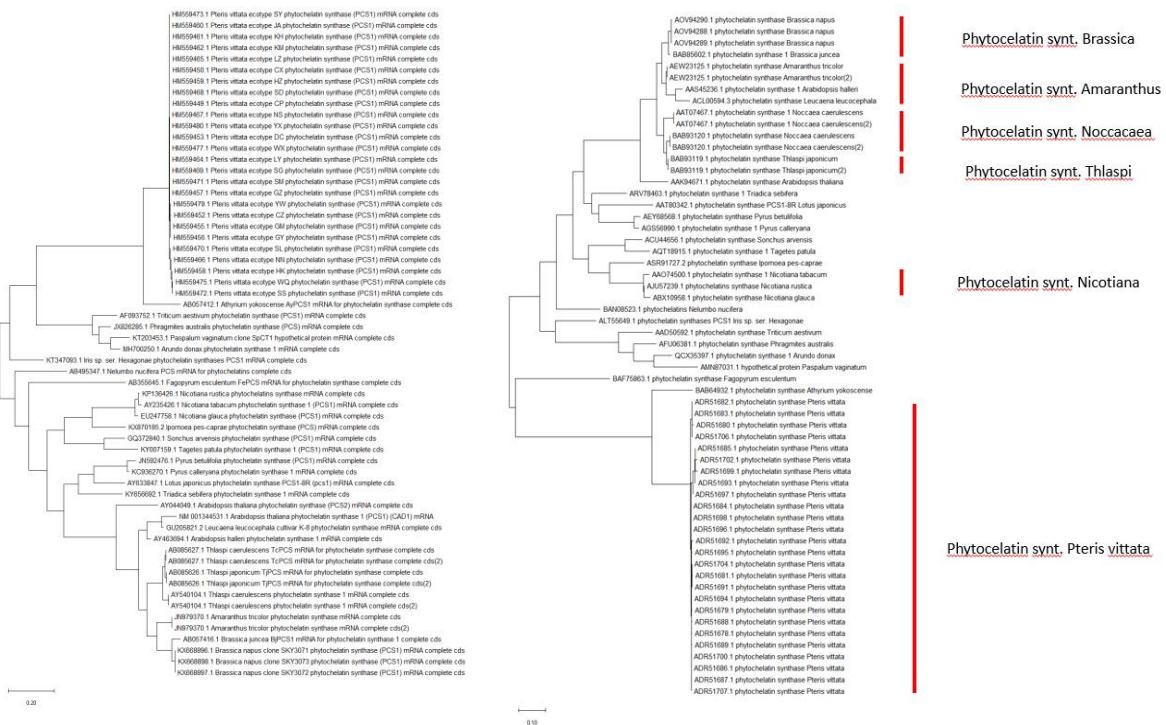 HM559473.1 Pteris vittata ecotype SY phytochelatin synthase (PCS1) mRNA complete cds
HM559460.1 Pteris vittata ecotype JA phytochelatin synthase (PCS1) mRNA complete cds
HM559461.1 Pteris vittata ecotype KH phytochelatin synthase (PCS1) mRNA complete cds
HM559462.1 Pteris vittata ecotype KM phytochelatin synthase (PCS1) mRNA complete cds
HM559465.1 Pteris vittata ecotype LZ phytochelatin synthase (PCS1) mRNA complete cds
HM559450.1 Pteris vittata ecotype CX phytochelatin synthase (PCS1) mRNA complete cds
HM559459.1 Pteris vittata ecotype HZ phytochelatin synthase (PCS1) mRNA complete cds
HM559468.1 Pteris vittata ecotype SD phytochelatin synthase (PCS1) mRNA complete cds
HM559449.1 Pteris vittata ecotype CP phytochelatin synthase (PCS1) mRNA complete cds
HM559467.1 Pteris vittata ecotype NS phytochelatin synthase (PCS1) mRNA complete cds
HM559480.1 Pteris vittata ecotype YX phytochelatin synthase (PCS1) mRNA complete cds
HM559453.1 Pteris vittata ecotype DC phytochelatin synthase (PCS1) mRNA complete cds
HM559477.1 Pteris vittata ecotype WX phytochelatin synthase (PCS1) mRNA complete cds
HM559464.1 Pteris vittata ecotype LY phytochelatin synthase (PCS1) mRNA complete cds
HM559469.1 Pteris vittata ecotype SG phytochelatin synthase (PCS1) mRNA complete cds
HM559471.1 Pteris vittata ecotype SM phytochelatin synthase (PCS1) mRNA complete cds
HM559457.1 Pteris vittata ecotype GZ phytochelatin synthase (PCS1) mRNA complete cds
HM559479.1 Pteris vittata ecotype YW phytochelatin synthase (PCS1) mRNA complete cds
HM559452.1 Pteris vittata ecotype CZ phytochelatin synthase (PCS1) mRNA complete cds
HM559455.1 Pteris vittata ecotype GM phytochelatin synthase (PCS1) mRNA complete cds
HM559456.1 Pteris vittata ecotype GY phytochelatin synthase (PCS1) mRNA complete cds
HM559470.1 Pteris vittata ecotype SL phytochelatin synthase (PCS1) mRNA complete cds
HM559466.1 Pteris vittata ecotype NN phytochelatin synthase (PCS1) mRNA complete cds
HM559458.1 Pteris vittata ecotype HK phytochelatin synthase (PCS1) mRNA complete cds
HM559475.1 Pteris vittata ecotype WQ phytochelatin synthase (PCS1) mRNA complete cds
HM559472.1 Pteris vittata ecotype SS phytochelatin synthase (PCS1) mRNA complete cds
AB057412.1 Athyrium yokoscense AyPCS1 mRNA for phytochelatin synthase complete cds
AF093752.1 Triticum aestivum phytochelatin synthase (PCS1) mRNA complete cds
JX826285.1 Phragmites australis phytochelatin synthase (PCS) mRNA complete cds
KT203453.1 Paspalum vaginatum clone SpCT1 hypothetical protein mRNA complete cds
MH700250.1 Arundo donax phytochelatin synthase 1 mRNA complete cds
KT347093.1 Iris sp. ser. Hexagonae phytochelatin synthases PCS1 mRNA complete cds
AB495347.1 Nelumbo nucifera PCS mRNA for phytochelatins complete cds
AB355645.1 Fagopyrum esculentum FePCS mRNA for phytochelatin synthase complete cds
KP136426.1 Nicotiana rustica phytochelatins synthase mRNA complete cds
AY235426.1 Nicotiana tabacum phytochelatin synthase 1 (PCS1) mRNA complete cds
EU247758.1 Nicotiana glauca phytochelatin synthase (PCS1) mRNA complete cds
KX870185.2 Ipomoea pes-caprae phytochelatin synthase (PCS) mRNA complete cds
GQ372840.1 Sonchus arvensis phytochelatin synthase (PCS1) mRNA complete cds
KY087159.1 Tagetes patula phytochelatin synthase 1 (PCS1) mRNA complete cds
JN592476.1 Pyrus betulifolia phytochelatin synthase (PCS1) mRNA complete cds
KC936270.1 Pyrus calleryana phytochelatin synthase 1 mRNA complete cds
AY633847.1 Lotus japonicus phytochelatin synthase PCS1-8R (pcs1) mRNA complete cds
KY856692.1 Triadica sebifera phytochelatin synthase 1 mRNA complete cds
AY044049.1 Arabidopsis thaliana phytochelatin synthase (PCS2) mRNA complete cds
NM 001344531.1 Arabidopsis thaliana phytochelatin synthase 1 (PCS1) (CAD1) mRNA
GU205821.2 Leucaena leucocephala cultivar K-8 phytochelatin synthase mRNA complete cds
AY463694.1 Arabidopsis halleri phytochelatin synthase 1 mRNA complete cds
AB085627.1 Thlaspi caerulescens TcPCS mRNA for phytochelatin synthase complete cds
AB085627.1 Thlaspi caerulescens TcPCS mRNA for phytochelatin synthase complete cds(2)
AB085626.1 Thlaspi japonicum TjPCS mRNA for phytochelatin synthase complete cds
AB085626.1 Thlaspi japonicum TjPCS mRNA for phytochelatin synthase complete cds(2)
AY540104.1 Thlaspi caerulescens phytochelatin synthase 1 mRNA complete cds
AY540104.1 Thlaspi caerulescens phytochelatin synthase 1 mRNA complete cds(2)
JN979370.1 Amaranthus tricolor phytochelatin synthase mRNA complete cds
JN979370.1 Amaranthus tricolor phytochelatin synthase mRNA complete cds(2)
AB057416.1 Brassica juncea BjPCS1 mRNA for phytochelatin synthase 1 complete cds
KX668896.1 Brassica napus clone SKY3071 phytochelatin synthase (PCS1) mRNA complete cds
KX668898.1 Brassica napus clone SKY3073 phytochelatin synthase (PCS1) mRNA complete cds
KX668897.1 Brassica napus clone SKY3072 phytochelatin synthase (PCS1) mRNA complete cds
0.20
AOV94290.1 phytochelatin synthase Brassica napus
AOV94288.1 phytochelatin synthase Brassica napus
AOV94289.1 phytochelatin synthase Brassica napus
BAB85602.1 phytochelatin synthase 1 Brassica juncea
AEW23125.1 phytochelatin synthase Amaranthus tricolor
AEW23125.1 phytochelatin synthase Amaranthus tricolor(2)
AAS45236.1 phytochelatin synthase 1 Arabidopsis halleri
ACL00594.3 phytochelatin synthase Leucaena leucocephala
AAT07467.1 phytochelatin synthase 1 Noccaea caerulescens
AAT07467.1 phytochelatin synthase 1 Noccaea caerulescens(2)
BAB93120.1 phytochelatin synthase Noccaea caerulescens
BAB93120.1 phytochelatin synthase Noccaea caerulescens(2)
BAB93119.1 phytochelatin synthase Thlaspi japonicum
BAB93119.1 phytochelatin synthase Thlaspi japonicum(2)
AAK94671.1 phytochelatin synthase Arabidopsis thaliana
ARV78463.1 phytochelatin synthase 1 Triadica sebifera
AAT80342.1 phytochelatin synthase PCS1-8R Lotus japonicus
AEY68568.1 phytochelatin synthase Pyrus betulifolia
AGS56990.1 phytochelatin synthase 1 Pyrus calleryana
ACU44656.1 phytochelatin synthase Sonchus arvensis
AQT18915.1 phytochelatin synthase 1 Tagetes patula
ASR91727.2 phytochelatin synthase Ipomoea pes-caprae
AAO74500.1 phytochelatin synthase 1 Nicotiana tabacum
AJU57239.1 phytochelatins synthase Nicotiana rustica
ABX10958.1 phytochelatin synthase Nicotiana glauca
BAN08523.1 phytochelatins Nelumbo nucifera
ALT55649.1 phytochelatin synthases PCS1 Iris sp. ser. Hexagonae
AAD50592.1 phytochelatin synthase Triticum aestivum
AFU06381.1 phytochelatin synthase Phragmites australis
QCX35397.1 phytochelatin synthase 1 Arundo donax
AMN87031.1 hypothetical protein Paspalum vaginatum
BAF75863.1 phytochelatin synthase Fagopyrum esculentum
BAB64932.1 phytochelatin synthase Athyrium yokoscense
ADR51682.1 phytochelatin synthase Pteris vittata
ADR51683.1 phytochelatin synthase Pteris vittata
ADR51680.1 phytochelatin synthase Pteris vittata
ADR51706.1 phytochelatin synthase Pteris vittata
ADR51685.1 phytochelatin synthase Pteris vittata
ADR51702.1 phytochelatin synthase Pteris vittata
ADR51699.1 phytochelatin synthase Pteris vittata
ADR51693.1 phytochelatin synthase Pteris vittata
ADR51697.1 phytochelatin synthase Pteris vittata
ADR51684.1 phytochelatin synthase Pteris vittata
ADR51698.1 phytochelatin synthase Pteris vittata
ADR51696.1 phytochelatin synthase Pteris vittata
ADR51692.1 phytochelatin synthase Pteris vittata
ADR51695.1 phytochelatin synthase Pteris vittata
ADR51704.1 phytochelatin synthase Pteris vittata
ADR51681.1 phytochelatin synthase Pteris vittata
ADR51691.1 phytochelatin synthase Pteris vittata
ADR51694.1 phytochelatin synthase Pteris vittata
ADR51679.1 phytochelatin synthase Pteris vittata
ADR51688.1 phytochelatin synthase Pteris vittata
ADR51678.1 phytochelatin synthase Pteris vittata
ADR51689.1 phytochelatin synthase Pteris vittata
ADR51700.1 phytochelatin synthase Pteris vittata
ADR51686.1 phytochelatin synthase Pteris vittata
ADR51687.1 phytochelatin synthase Pteris vittata
ADR51707.1 phytochelatin synthase Pteris vittata
0.10
Phytocelatin synt. Brassica
Phytocelatin synt. Amaranthus
Phytocelatin synt. Noccacaea
Phytocelatin synt. Thlaspi
Phytocelatin synt. Nicotiana
Phytocelatin synt. Pteris vittata